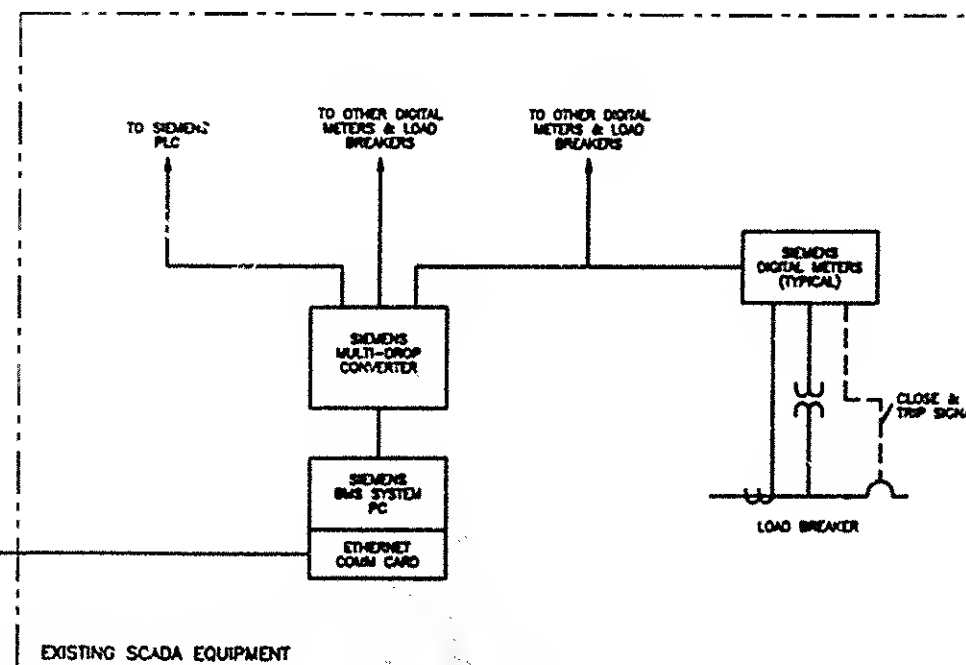 TO SIEMENS
PLC
TO OTHER DIGITAL
METERS & LOAD
BREAKERS
TO OTHER DIGITAL
METERS & LOAD
BREAKERS
SIEMENS
DIGITAL METERS
(TYPICAL)
SIEMENS
MULTI-DROP
CONVERTER
CLOSE &
TRIP SIGNA
SIEMENS
BMS SYSTEM
PC
ETHERNET
COMM CARD
LOAD BREAKER
EXISTING SCADA EQUIPMENT